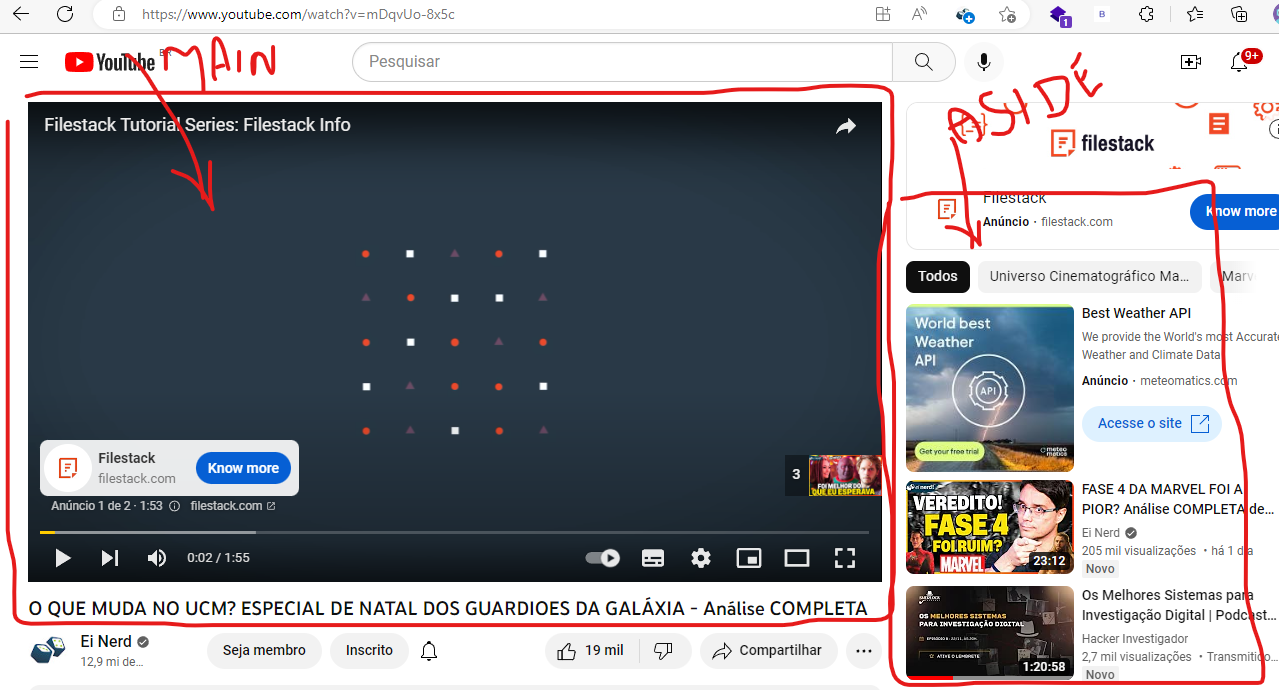 https://www.youtube.com/watch?v=mDqvUo-8x5c
1
B
YouTube BR
MAIN
Pesquisar
9+
ASIDE
Filestack Tutorial Series: Filestack Info
filestack
Filestack
Anúncio · filestack.com
Know more
Todos
Universo Cinematográfico Ma...
Marv
World best
Weather
API
API
Get your free trial
meteo
matics
Best Weather API
We provide the World's most Accurate
Weather and Climate Data
Anúncio · meteomatics.com
Acesse o site
Filestack
filestack.com
Know more
3
FOI MELHOR DO
QUE EU ESPERAVA
Anúncio 1 de 2 · 1:53
filestack.com
0:02 / 1:55
ei nerd!
VEREDITO!
FASE 4
FOI RUIM?
MARVEL
23:12
FASE 4 DA MARVEL FOI A
PIOR? Análise COMPLETA de...
Ei Nerd
205 mil visualizações · há 1 dia
Novo
O QUE MUDA NO UCM? ESPECIAL DE NATAL DOS GUARDIOES DA GALÁXIA - Análise COMPLETA
Ei Nerd
12,9 mi de...
Seja membro
Inscrito
19 mil
Compartilhar
OS MELHORES SISTEMAS
PARA INVESTIGAÇÃO DIGITAL
ATIVE O LEMBRETE
1:20:58
Os Melhores Sistemas para
Investigação Digital | Podcast...
Hacker Investigador
2,7 mil visualizações · Transmitido...
Novo